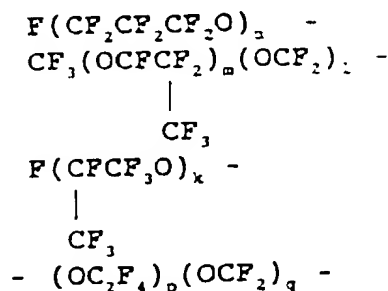 F(CF₂CF₂CF₂O)ₐ -
CF₃(OCFCF₂)ₘ(OCF₂)ₗ -
|
CF₃
F(CFCF₃O)ₖ -
|
CF₃
- (OC₂F₄)ₚ(OCF₂)q -